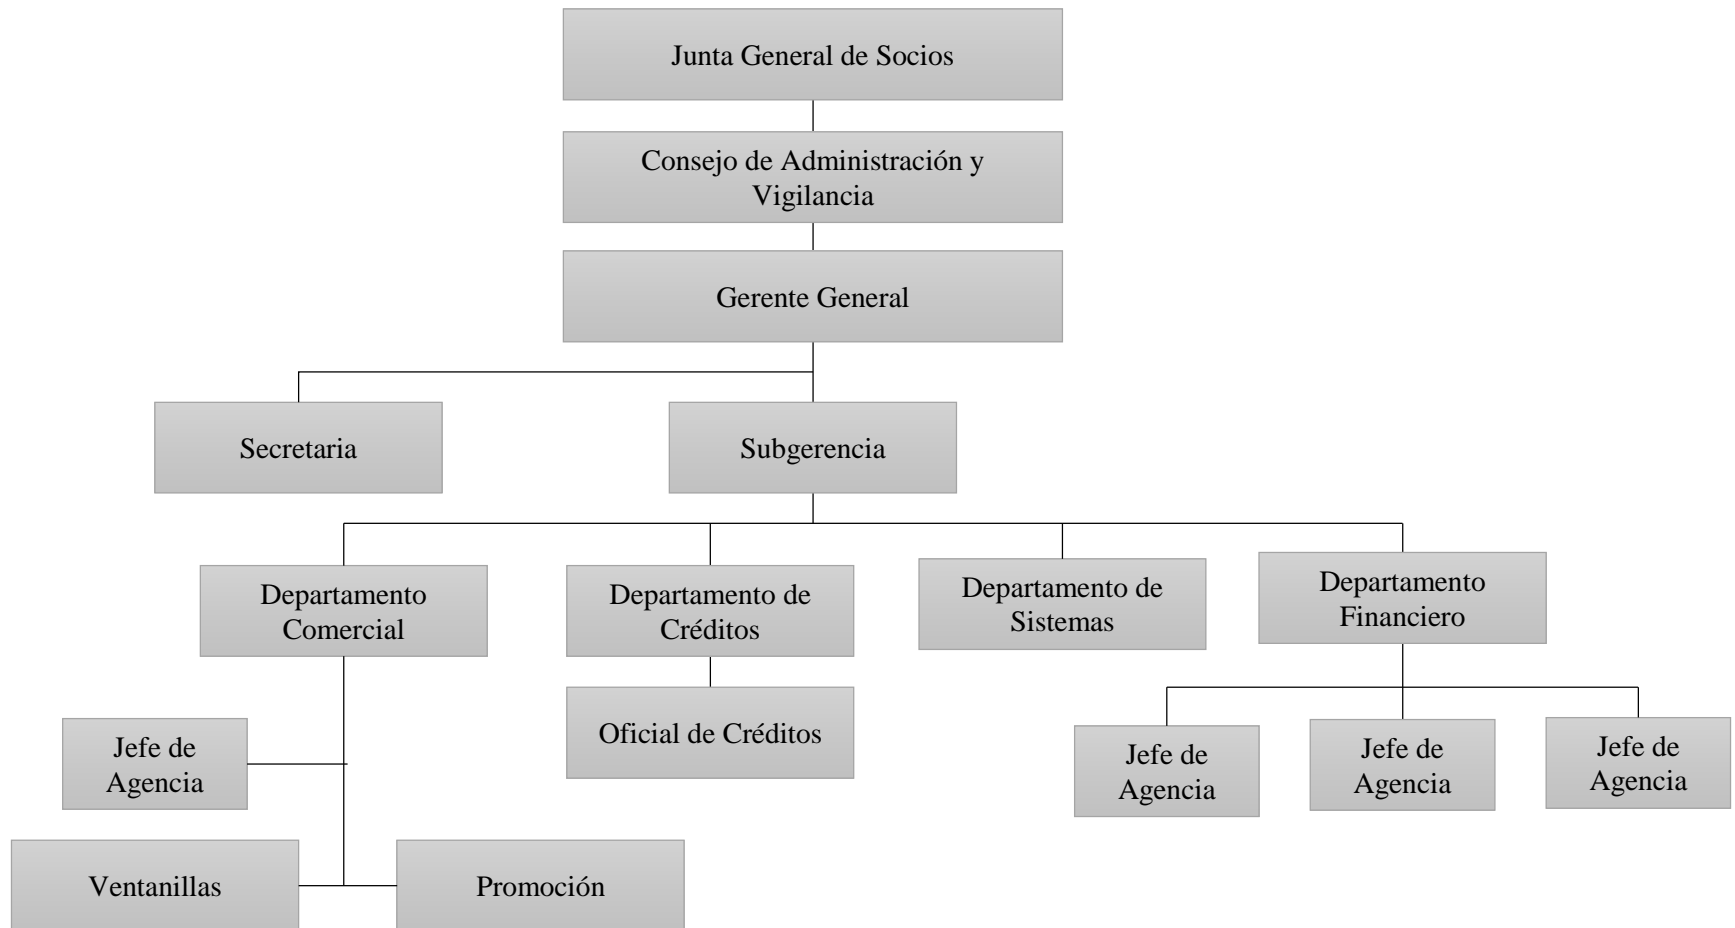 Junta General de Socios
Consejo de Administración y
Vigilancia
Gerente General
Secretaria
Subgerencia
Departamento
Comercial
Departamento de
Créditos
Departamento de
Sistemas
Departamento
Financiero
Jefe de
Agencia
Oficial de Créditos
Jefe de
Agencia
Jefe de
Agencia
Jefe de
Agencia
Ventanillas
Promoción